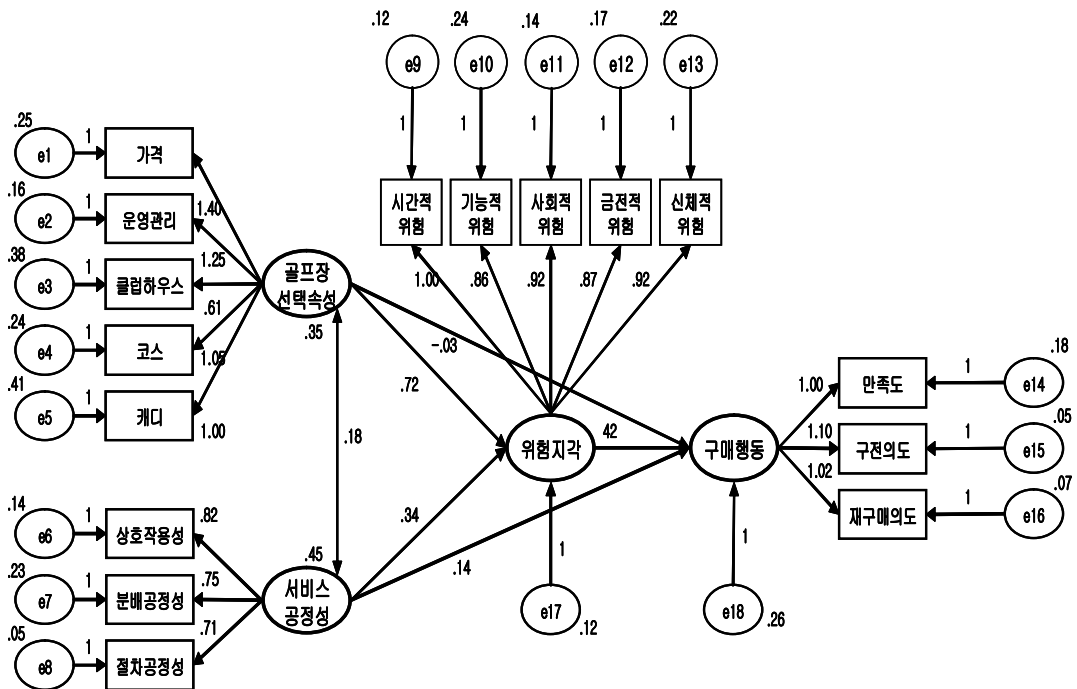 .12
.24
.14
.17
.22
e9
e10
e11
e12
e13
1
1
1
1
1
시간적
위험
기능적
위험
사회적
위험
금전적
위험
신체적
위험
1.00
.86
.92
.87
.92
.25
e1
1
가격
.16
e2
1
운영관리
1.40
.38
e3
1
클럽하우스
1.25
.24
e4
1
코스
.61
.41
e5
1
캐디
1.05
1.00
골프장
선택속성
.35
-.03
.72
.18
.34
.14
위험지각
42
구매행동
1.00
1.10
1.02
만족도
1
e14
.18
구전의도
1
e15
.05
재구매의도
1
e16
.07
.14
e6
1
상호작용성
.82
.23
e7
1
분배공정성
.75
.05
e8
1
절차공정성
.71
.45
서비스
공정성
1
e17
.12
1
e18
.26